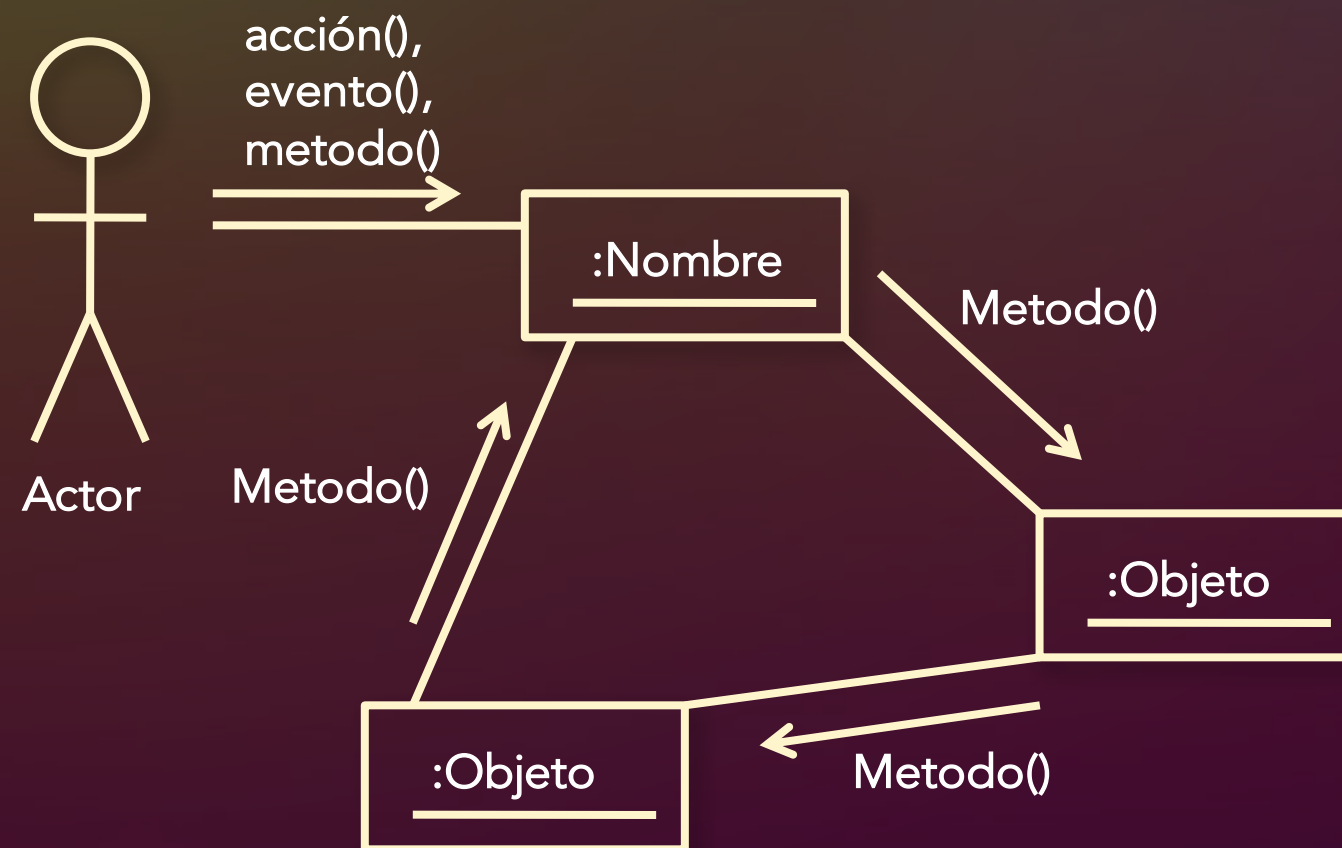 acción(),
evento(),
metodo()
:Nombre
Metodo()
Actor
Metodo()
:Objeto
:Objeto
Metodo()